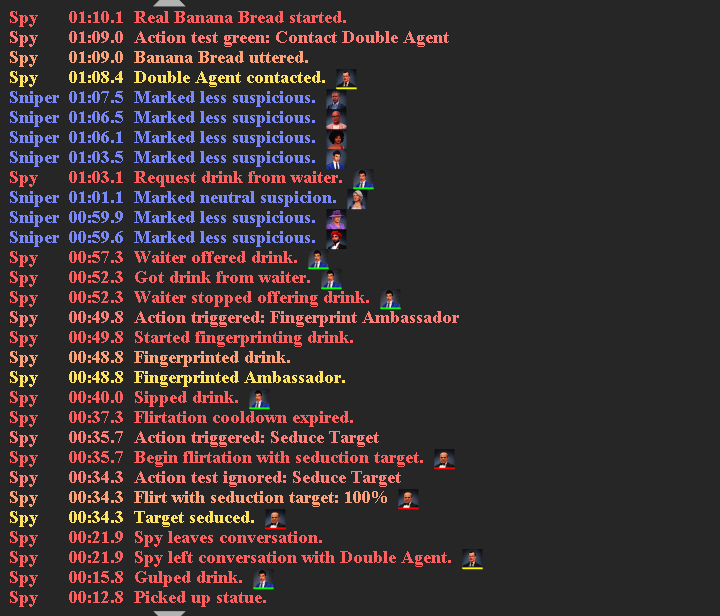 Spy 01:10.1 Real Banana Bread started.
Spy 01:09.0 Action test green: Contact Double Agent
Spy 01:09.0 Banana Bread uttered.
Spy 01:08.4 Double Agent contacted.
Sniper 01:07.5 Marked less suspicious.
Sniper 01:06.5 Marked less suspicious.
Sniper 01:06.1 Marked less suspicious.
Sniper 01:03.5 Marked less suspicious.
Spy 01:03.1 Request drink from waiter.
Sniper 01:01.1 Marked neutral suspicion.
Sniper 00:59.9 Marked less suspicious.
Sniper 00:59.6 Marked less suspicious.
Spy 00:57.3 Waiter offered drink.
Spy 00:52.3 Got drink from waiter.
Spy 00:52.3 Waiter stopped offering drink.
Spy 00:49.8 Action triggered: Fingerprint Ambassador
Spy 00:49.8 Started fingerprinting drink.
Spy 00:48.8 Fingerprinted drink.
Spy 00:48.8 Fingerprinted Ambassador.
Spy 00:40.0 Sipped drink.
Spy 00:37.3 Flirtation cooldown expired.
Spy 00:35.7 Action triggered: Seduce Target
Spy 00:35.7 Begin flirtation with seduction target.
Spy 00:34.3 Action test ignored: Seduce Target
Spy 00:34.3 Flirt with seduction target: 100%
Spy 00:34.3 Target seduced.
Spy 00:21.9 Spy leaves conversation.
Spy 00:21.9 Spy left conversation with Double Agent.
Spy 00:15.8 Gulped drink.
Spy 00:12.8 Picked up statue.